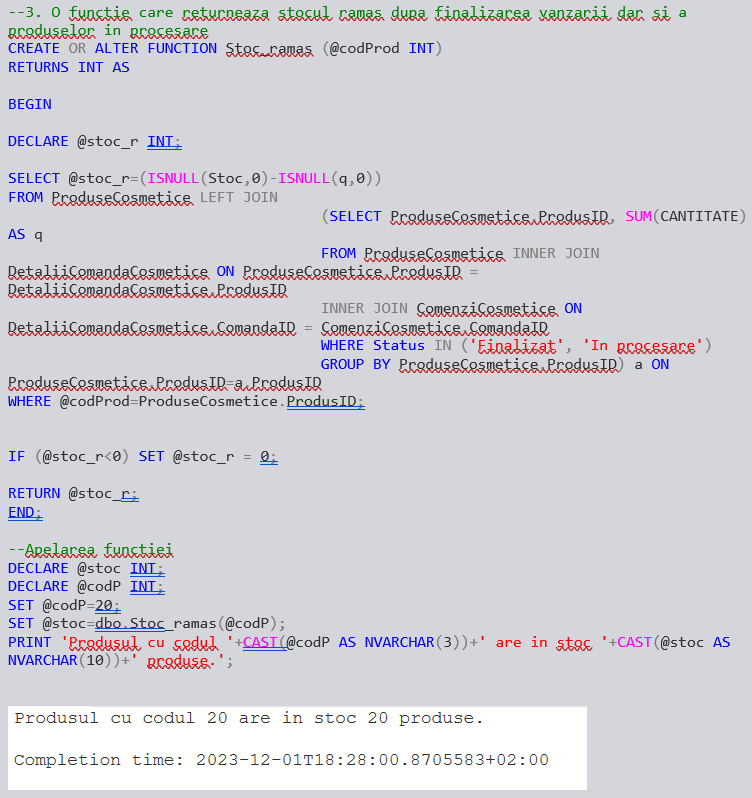 --3. O functie care returneaza stocul ramas dupa finalizarea vanzarii dar si a
produselor in procesare
CREATE OR ALTER FUNCTION Stoc_ramas (@codProd INT)
RETURNS INT AS
BEGIN
DECLARE @stoc_r INT;
SELECT @stoc_r=(ISNULL(Stoc,0)-ISNULL(q,0))
FROM ProduseCosmetice LEFT JOIN
(SELECT ProduseCosmetice.ProdusID, SUM(CANTITATE)
AS q
FROM ProduseCosmetice INNER JOIN
DetaliiComandaCosmetice ON ProduseCosmetice.ProdusID =
DetaliiComandaCosmetice.ProdusID
INNER JOIN ComenziCosmetice ON
DetaliiComandaCosmetice.ComandaID = ComenziCosmetice.ComandaID
WHERE Status IN ('Finalizat', 'In procesare')
GROUP BY ProduseCosmetice.ProdusID) a ON
ProduseCosmetice.ProdusID=a.ProdusID
WHERE @codProd=ProduseCosmetice.ProdusID;
IF (@stoc_r<0) SET @stoc_r = 0;
RETURN @stoc_r;
END;
--Apelarea functiei
DECLARE @stoc INT;
DECLARE @codP INT;
SET @codP=20;
SET @stoc=dbo.Stoc_ramas(@codP);
PRINT 'Produsul cu codul '+CAST(@codP AS NVARCHAR(3))+' are in stoc '+CAST(@stoc AS
NVARCHAR(10))+' produse.';
Produsul cu codul 20 are in stoc 20 produse.
Completion time: 2023-12-01T18:28:00.8705583+02:00